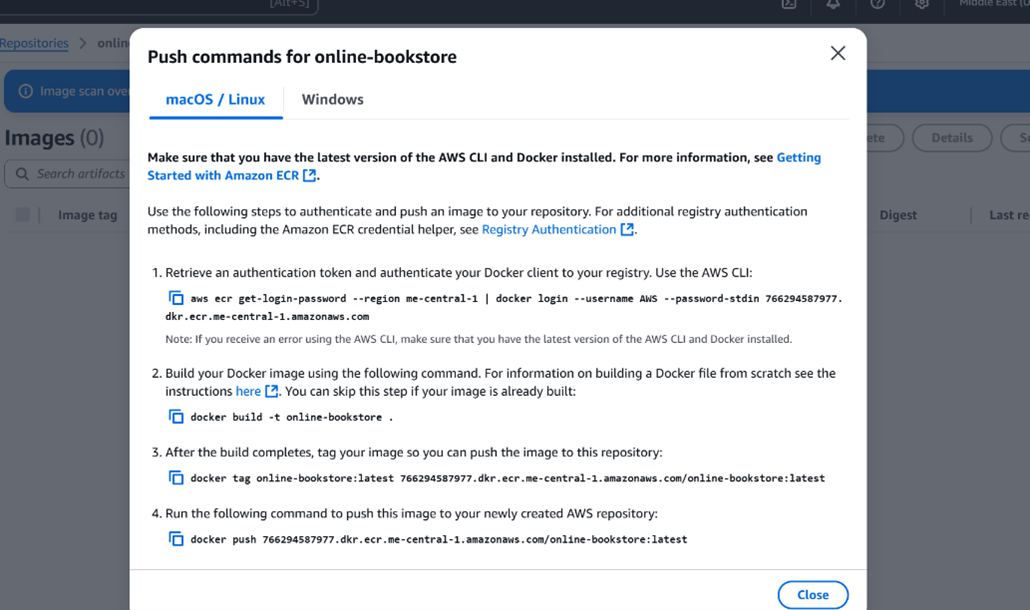 [Alt+S]
Middle East (U
Repositories > onlin
Push commands for online-bookstore
Image scan over
macOS / Linux
Windows
Images (0)
ete
Details
Search artifacts
Make sure that you have the latest version of the AWS CLI and Docker installed. For more information, see Getting
Started with Amazon ECR.
Image tag
Digest
Last re
Use the following steps to authenticate and push an image to your repository. For additional registry authentication
methods, including the Amazon ECR credential helper, see Registry Authentication.
1. Retrieve an authentication token and authenticate your Docker client to your registry. Use the AWS CLI:
aws ecr get-login-password --region me-central-1 | docker login --username AWS --password-stdin 766294587977.
dkr.ecr.me-central-1.amazonaws.com
Note: If you receive an error using the AWS CLI, make sure that you have the latest version of the AWS CLI and Docker installed.
2. Build your Docker image using the following command. For information on building a Docker file from scratch see the
instructions here. You can skip this step if your image is already built:
docker build -t online-bookstore .
3. After the build completes, tag your image so you can push the image to this repository:
docker tag online-bookstore:latest 766294587977.dkr.ecr.me-central-1.amazonaws.com/online-bookstore:latest
4. Run the following command to push this image to your newly created AWS repository:
docker push 766294587977.dkr.ecr.me-central-1.amazonaws.com/online-bookstore:latest
Close